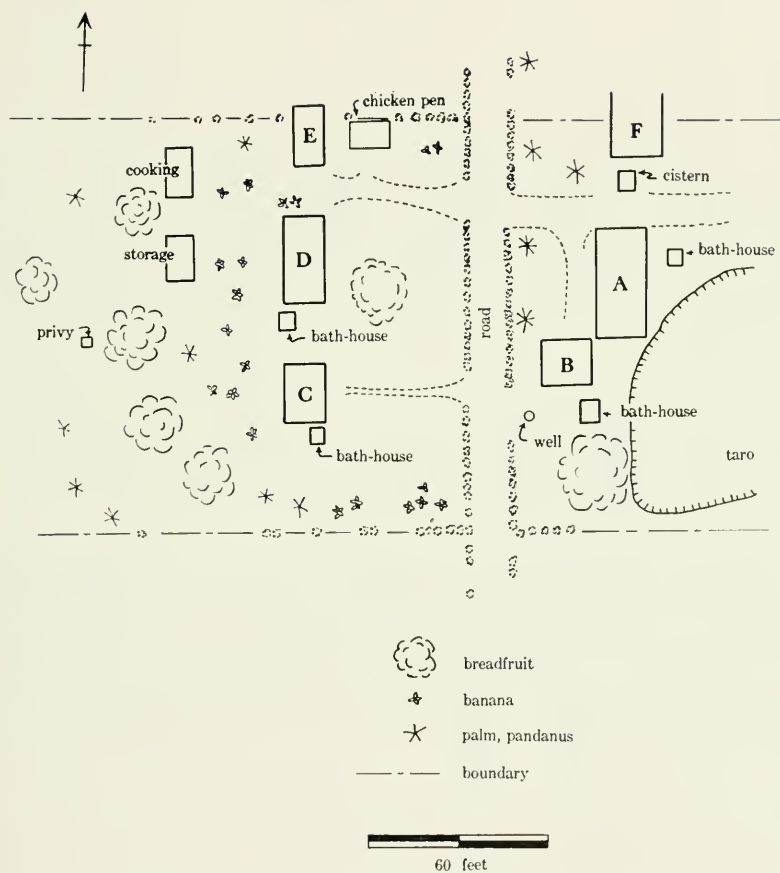 chicken pen
E
F
cooking
cistern
storage
D
A
bath-house
privy
bath-house
road
B
C
bath-house
well
bath-house
taro
breadfruit
banana
palm, pandanus
boundary
60 feet